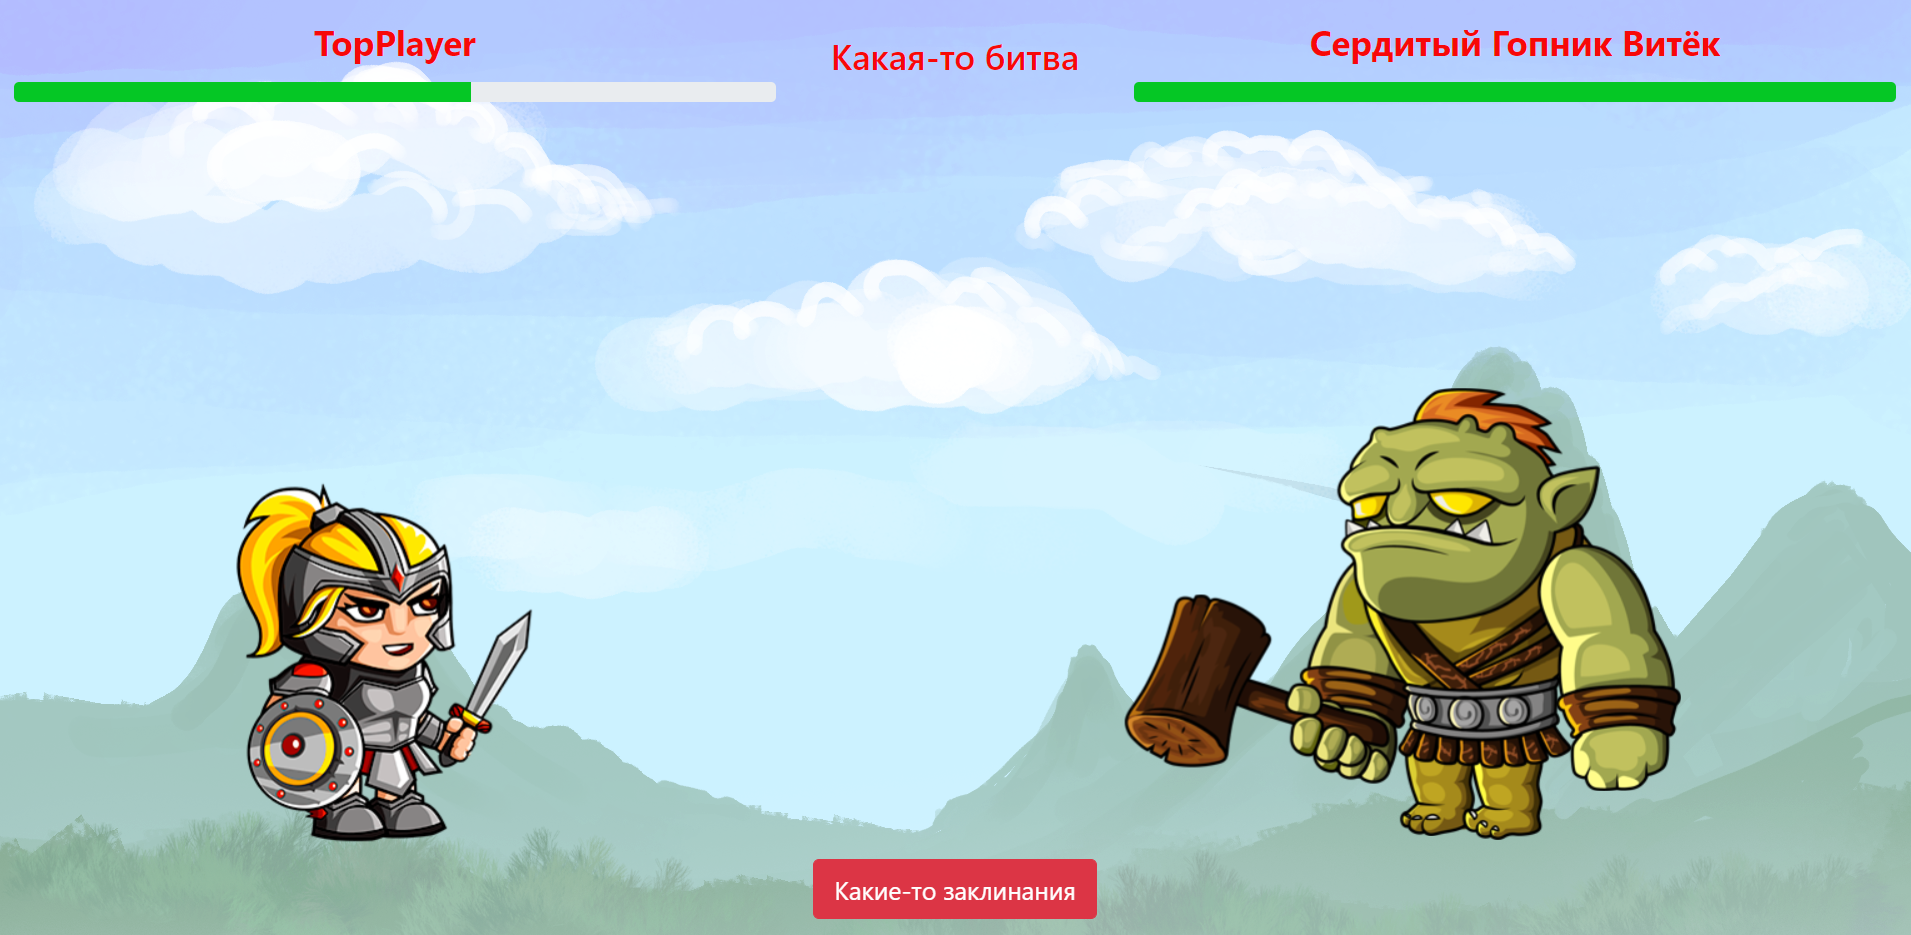 TopPlayer
Какая-то битва
Сердитый Гопник Витёк
Какие-то заклинания